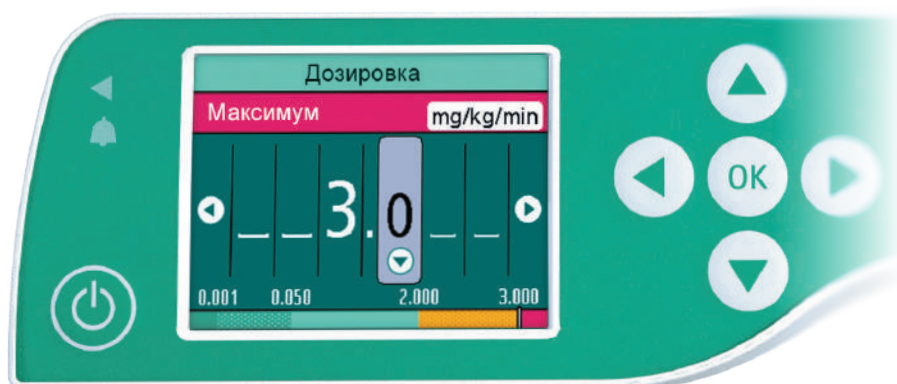 Дозировка
Максимум mg/kg/min
_ _ 3.0 _ _
0.001 0.050 2.000 3.000
OK